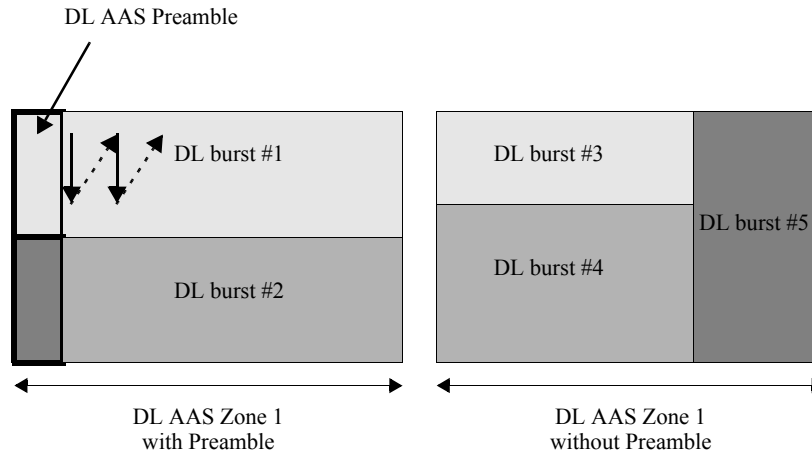 DL AAS Preamble
DL burst #1
DL burst #2
DL burst #3
DL burst #4
DL burst #5
DL AAS Zone 1
with Preamble
DL AAS Zone 1
without Preamble